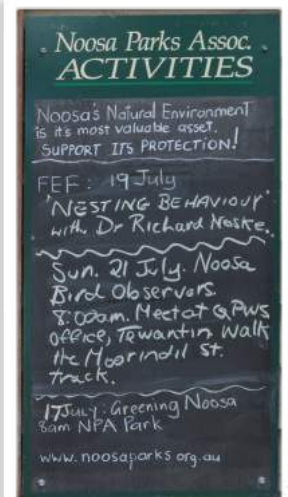 Noosa Parks Assoc.
ACTIVITIES
Noosa's Natural Environment
is it's most valuable asset.
SUPPORT ITS PROTECTION!
FEF: 19 July
'NESTING BEHAVIOUR'
with Dr Richard Noske.
Sun. 21 July. Noosa
Bird Observers
8:00am. Meet at QPWS
office, Tewantin Walk
the Moorindil St.
track.
17 July: Greening Noosa
8am NPA Park
www.noosaparks.org.au